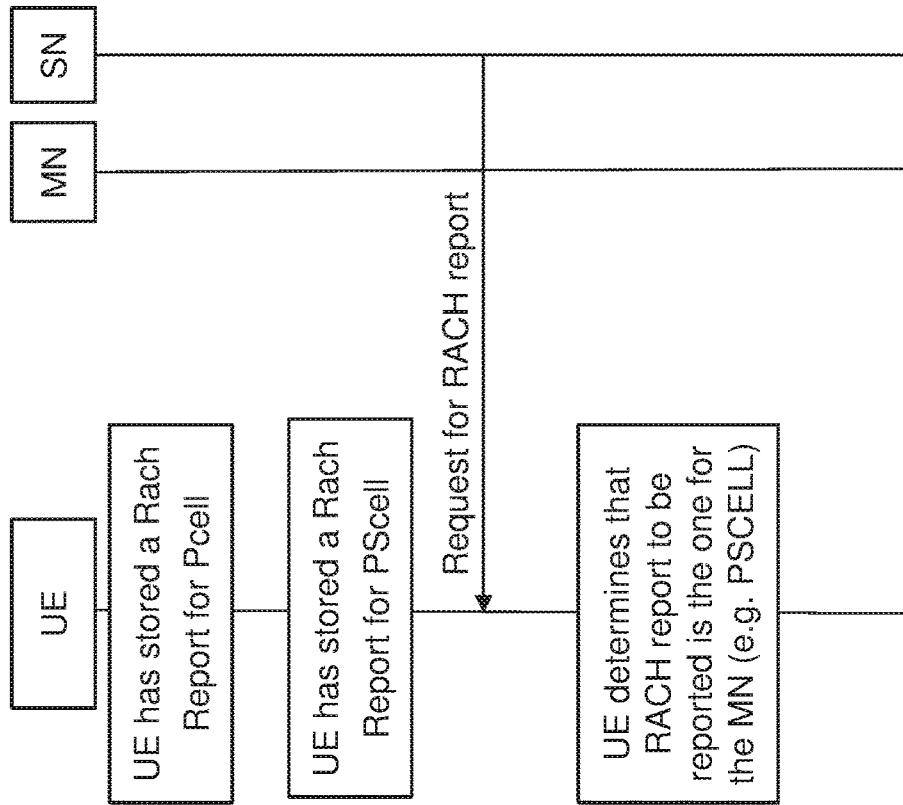 UE
MN
SN
UE has stored a Rach
Report for Pcell
UE has stored a Rach
Report for PScell
Request for RACH report
UE determines that
RACH report to be
reported is the one for
the MN (e.g. PSCELL)